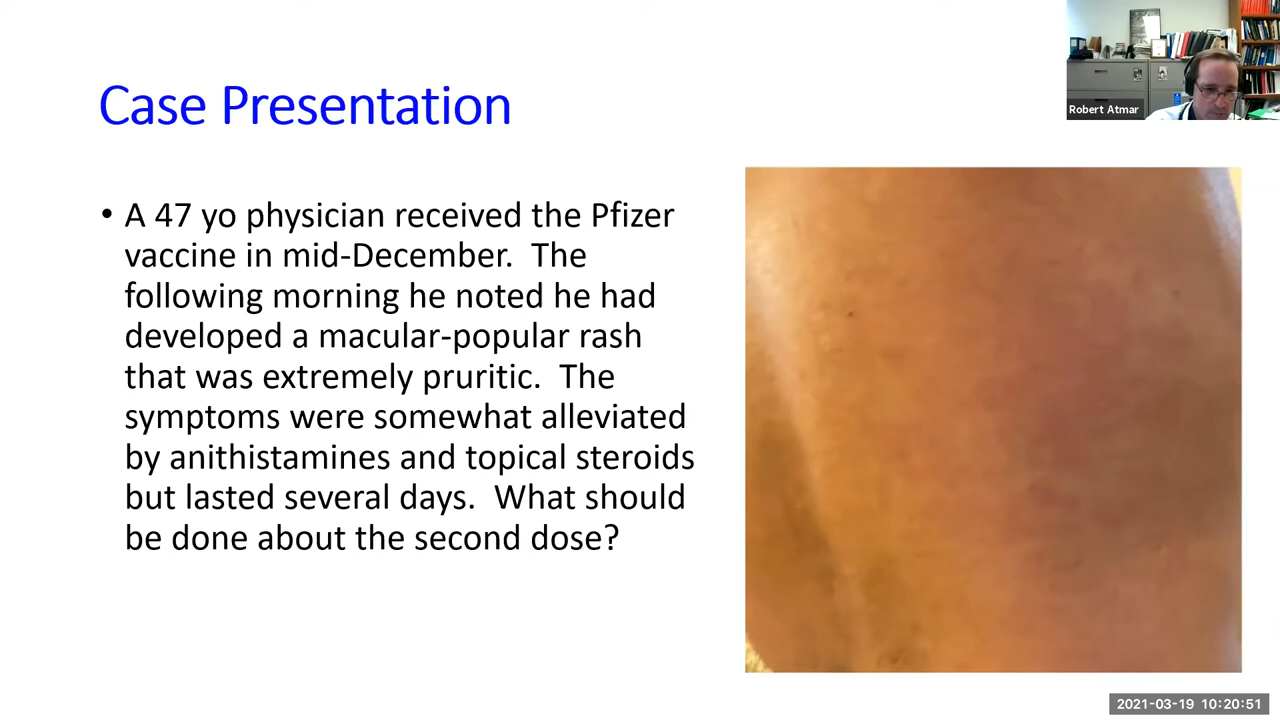 Case Presentation
• A 47 yo physician received the Pfizer
vaccine in mid-December.  The
following morning he noted he had
developed a macular-popular rash
that was extremely pruritic.  The
symptoms were somewhat alleviated
by anithistamines and topical steroids
but lasted several days.  What should
be done about the second dose?
Robert Atmar
2021-03-19 10:20:51